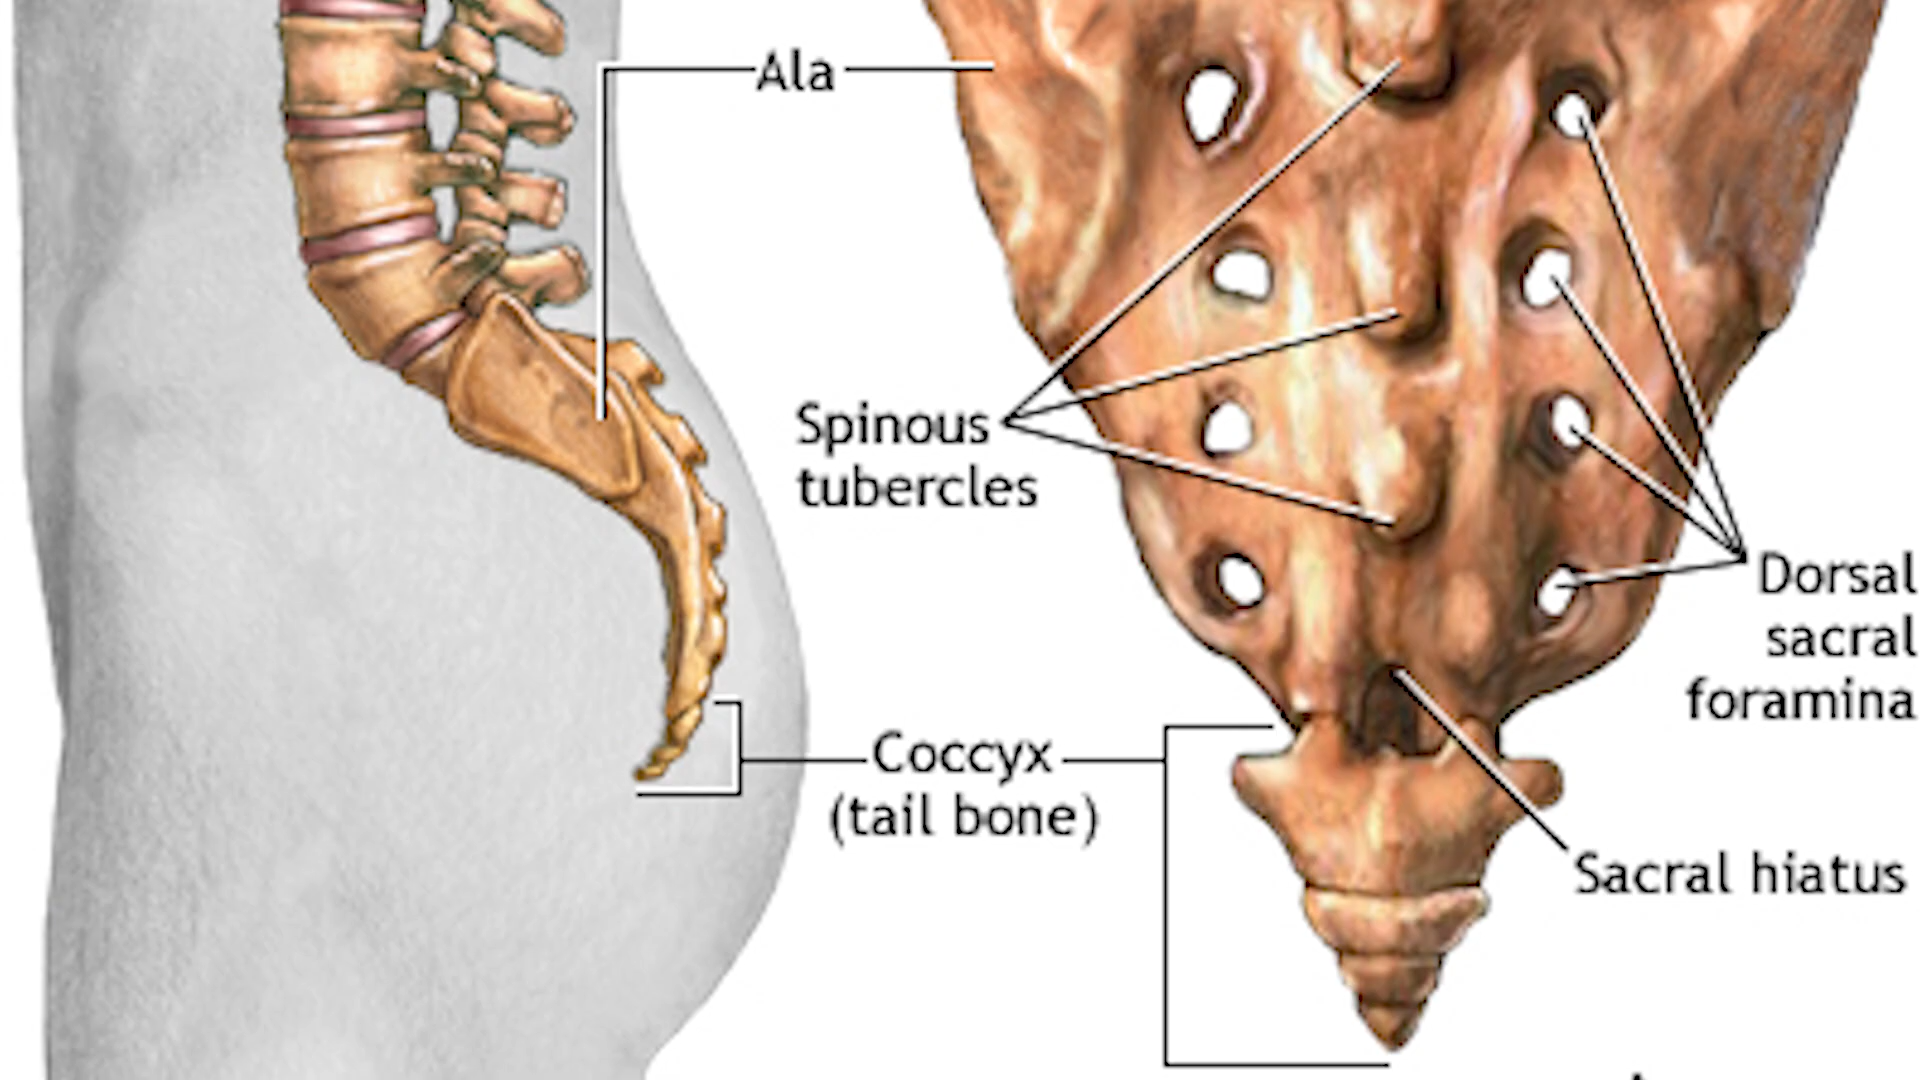 Ala
Spinous
tubercles
Dorsal
sacral
foramina
Coccyx
(tail bone)
Sacral hiatus